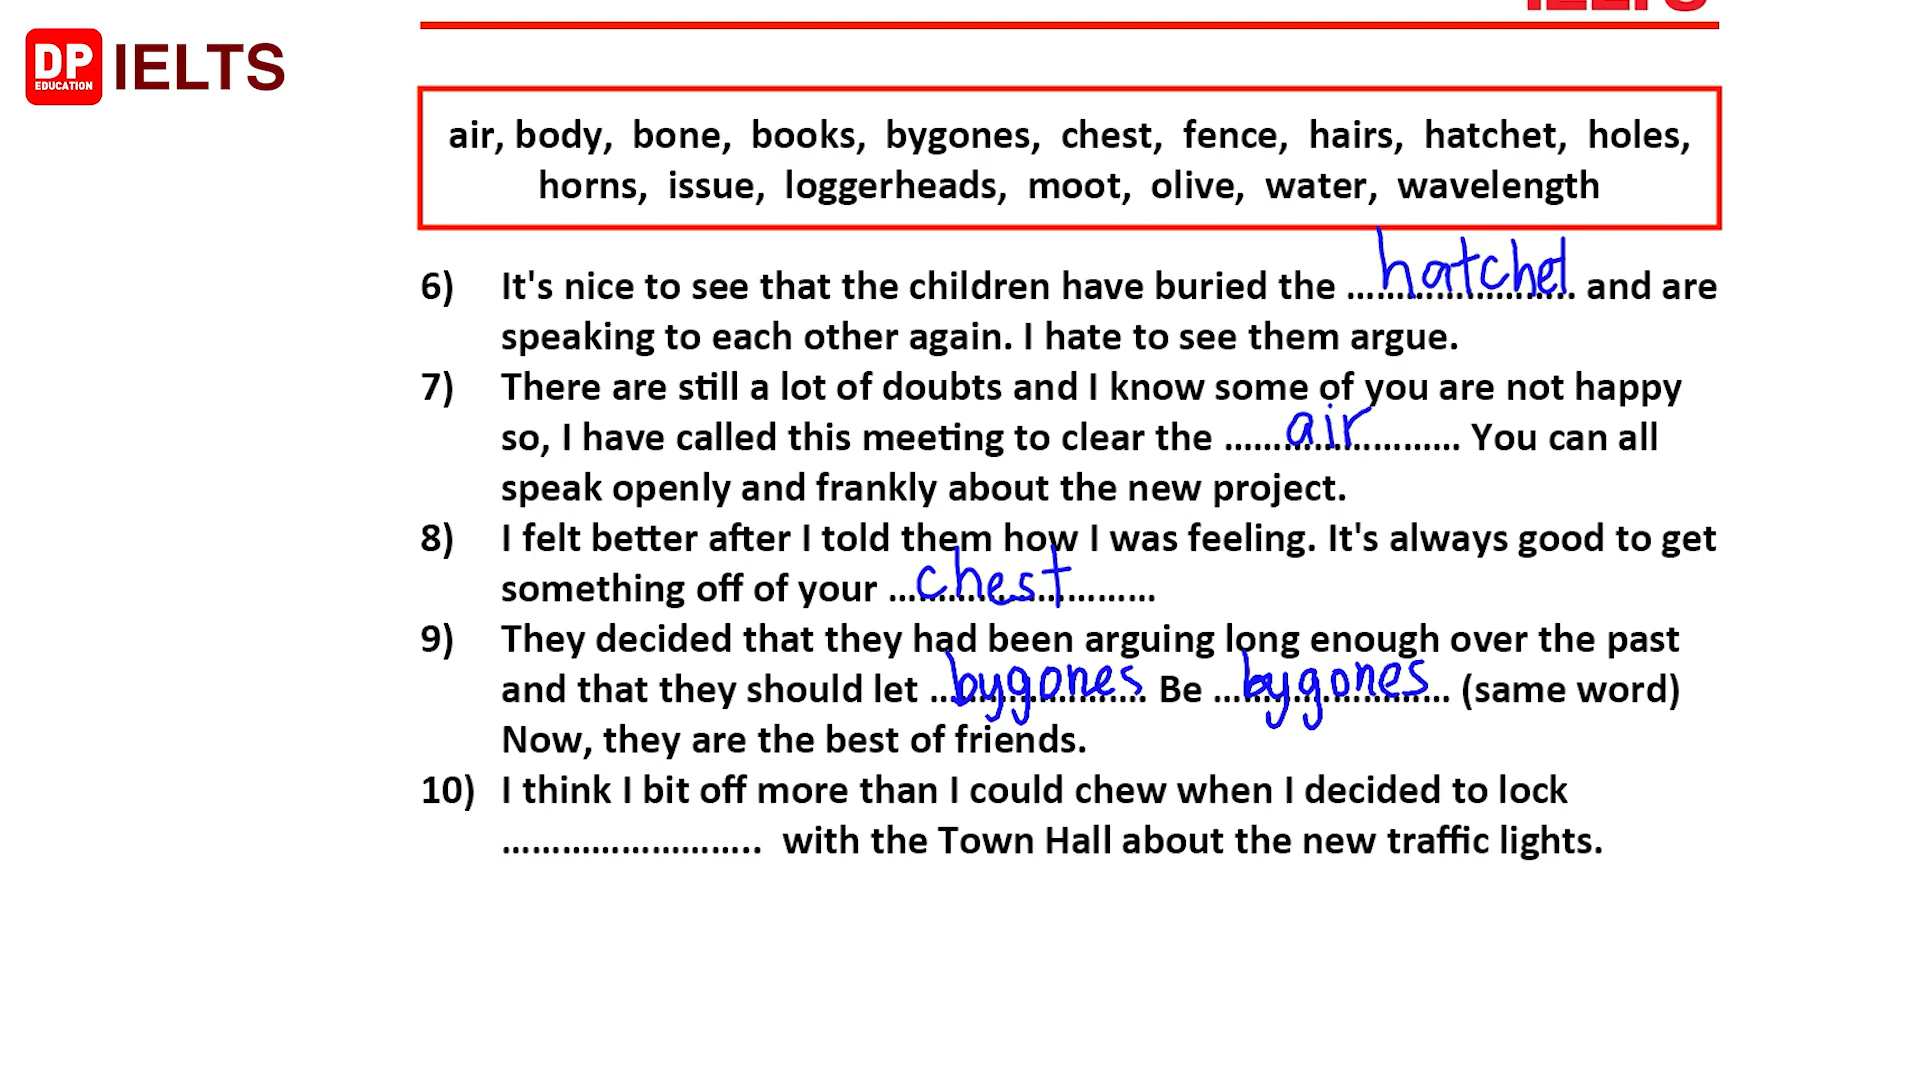 IELTS
DP EDUCATION IELTS
air, body, bone, books, bygones, chest, fence, hairs, hatchet, holes,
horns, issue, loggerheads, moot, olive, water, wavelength
6) It's nice to see that the children have buried the ........hatchet........ and are
speaking to each other again. I hate to see them argue.
7) There are still a lot of doubts and I know some of you are not happy
so, I have called this meeting to clear the ........air........ You can all
speak openly and frankly about the new project.
8) I felt better after I told them how I was feeling. It's always good to get
something off of your ........chest........
9) They decided that they had been arguing long enough over the past
and that they should let ........bygones........ Be ........bygones........ (same word)
Now, they are the best of friends.
10) I think I bit off more than I could chew when I decided to lock
........................ with the Town Hall about the new traffic lights.